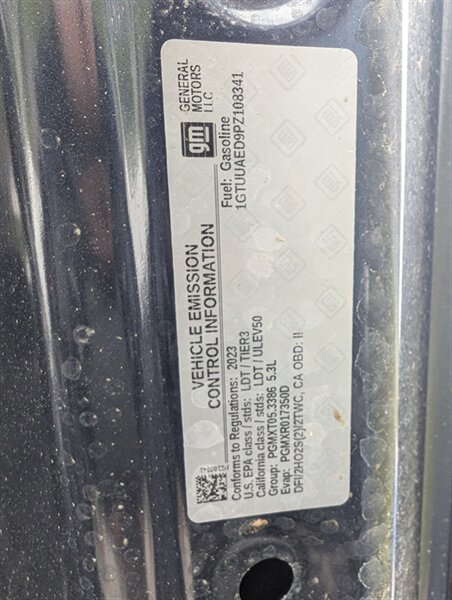 gm
GENERAL
MOTORS
LLC
VEHICLE EMISSION
CONTROL INFORMATION
Fuel: Gasoline
1GTUUAED9PZ108341
Conforms to Regulations: 2023
U.S. EPA class / stds: LDT / TIER3
California class / stds: LDT / ULEV50
Group: PGMXT05.3386 5.3L
Evap: PGMXR017350D
DFI/2HO2S(2)/2TWC, CA OBD: II